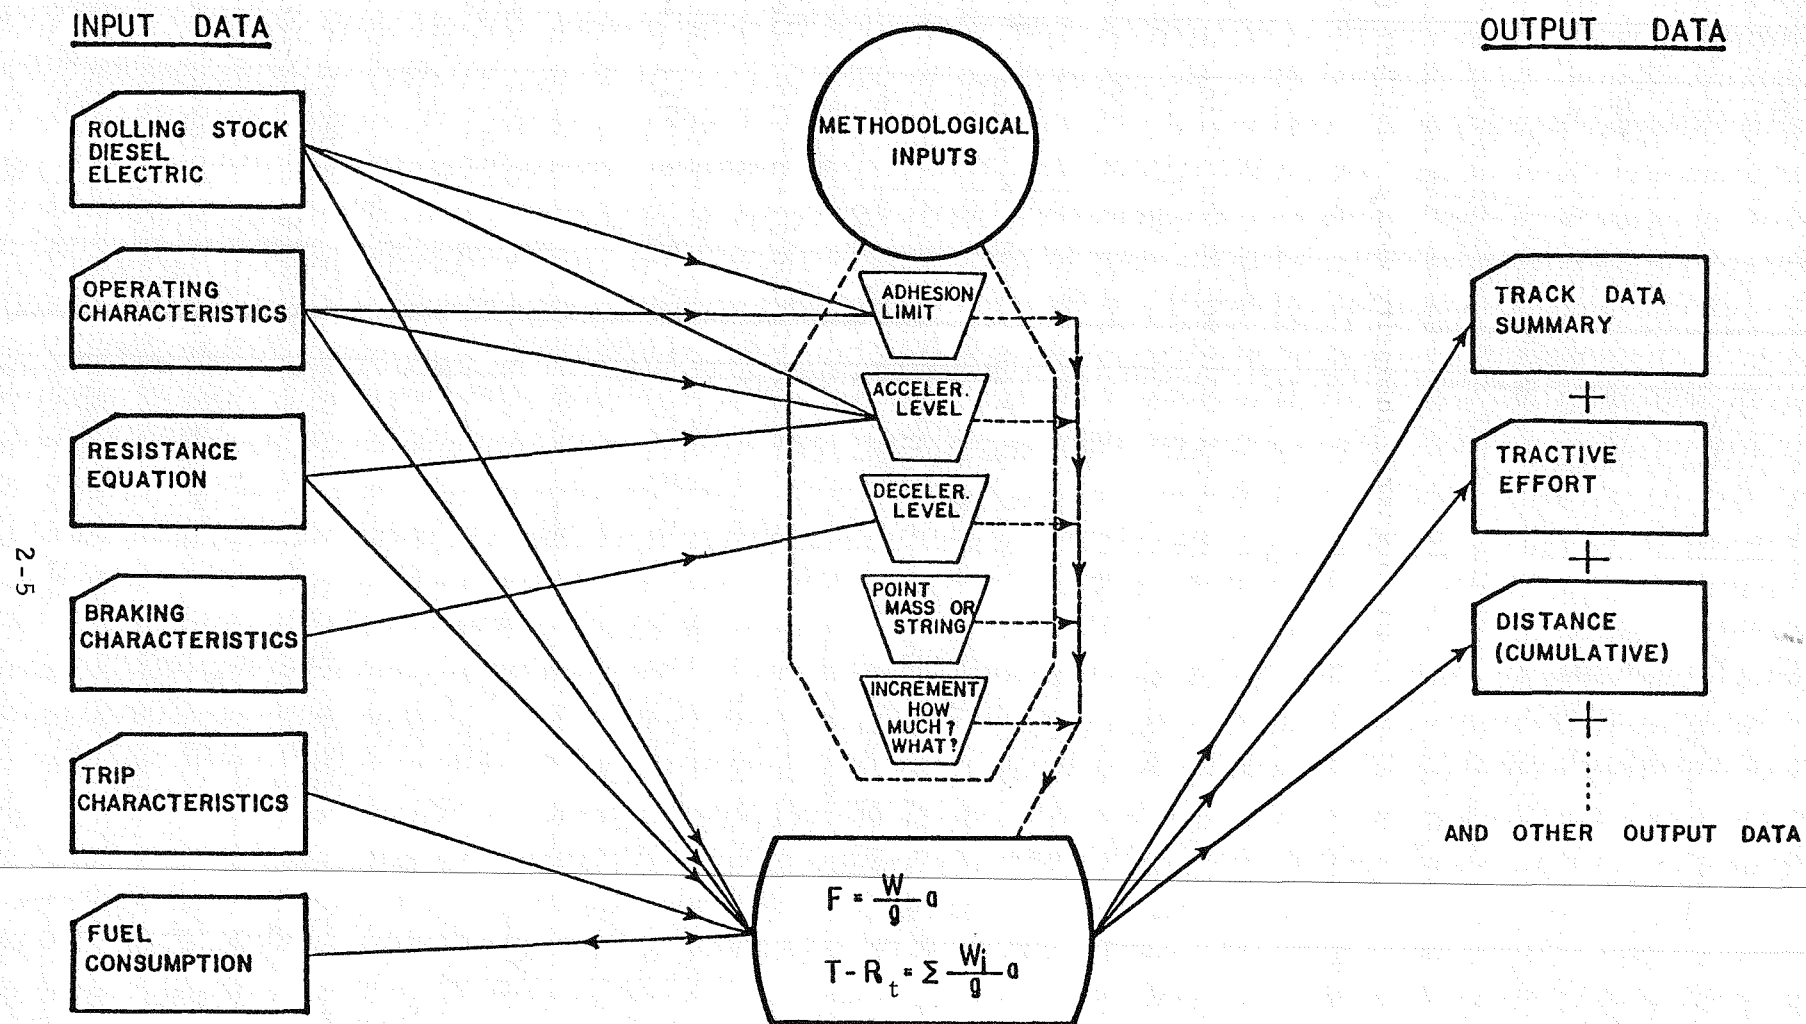 INPUT DATA
ROLLING STOCK
DIESEL
ELECTRIC
OPERATING
CHARACTERISTICS
RESISTANCE
EQUATION
BRAKING
CHARACTERISTICS
TRIP
CHARACTERISTICS
FUEL
CONSUMPTION
2-5
METHODOLOGICAL
INPUTS
ADHESION
LIMIT
ACCELER.
LEVEL
DECELER.
LEVEL
POINT
MASS OR
STRING
INCREMENT
HOW
MUCH?
WHAT?
F = W/g a
T - R_t = Σ W_i/g a
OUTPUT DATA
TRACK DATA
SUMMARY
+
TRACTIVE
EFFORT
+
DISTANCE
(CUMULATIVE)
+
AND OTHER OUTPUT DATA